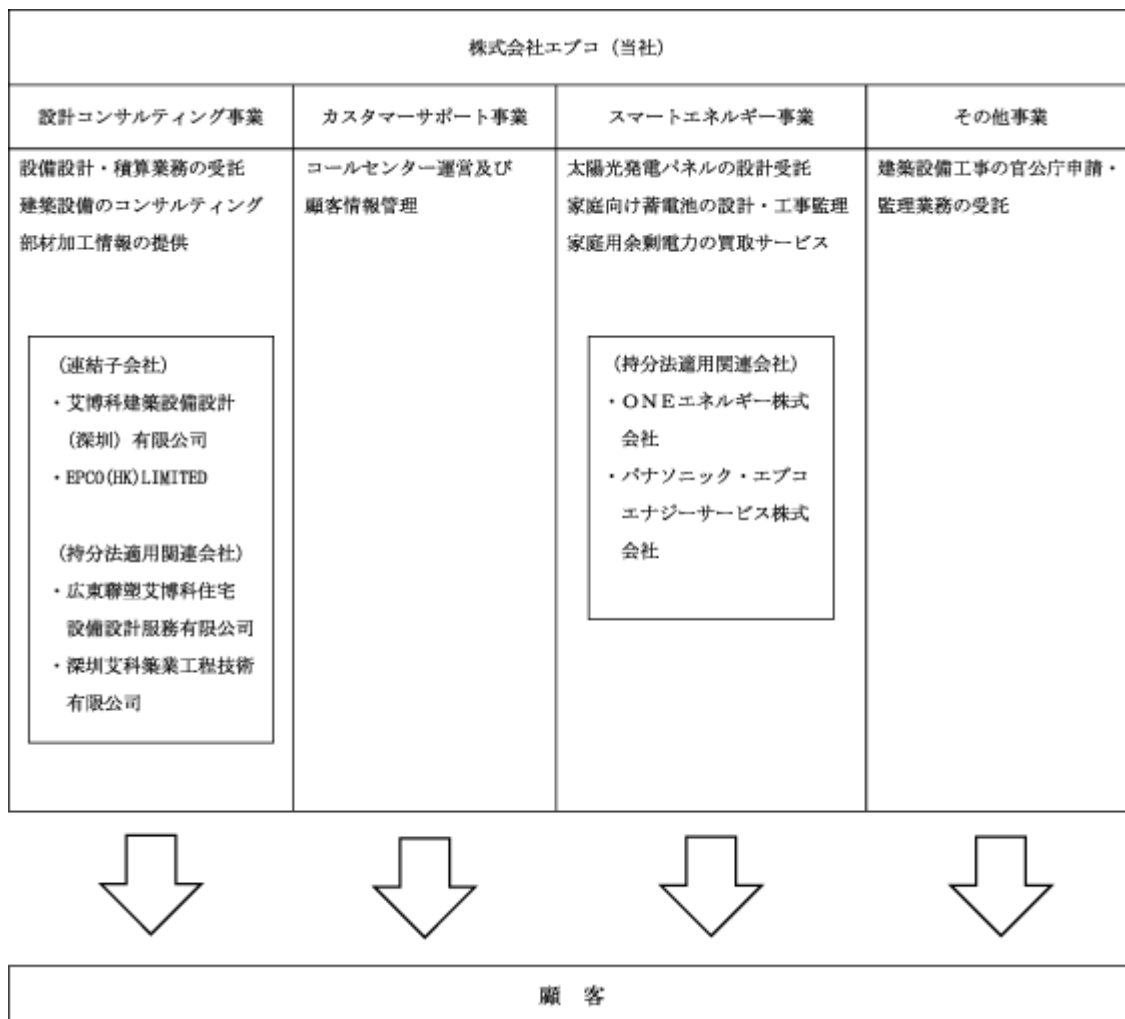 株式会社エプコ（当社）
設計コンサルティング事業
カスタマーサポート事業
スマートエネルギー事業
その他事業
設備設計・積算業務の受託
建築設備のコンサルティング
部材加工情報の提供
（連結子会社）
・艾博科建築設備設計
（深圳）有限公司
・EPCO(HK)LIMITED
（持分法適用関連会社）
・広東聯塑艾博科住宅
設備設計服務有限公司
・深圳艾科築業工程技術
有限公司
コールセンター運営及び
顧客情報管理
太陽光発電パネルの設計受託
家庭向け蓄電池の設計・工事監理
家庭用余剰電力の買取サービス
（持分法適用関連会社）
・ＯＮＥエネルギー株式
会社
・パナソニック・エプコ
エナジーサービス株式
会社
建築設備工事の官公庁申請・
監理業務の受託
顧　客